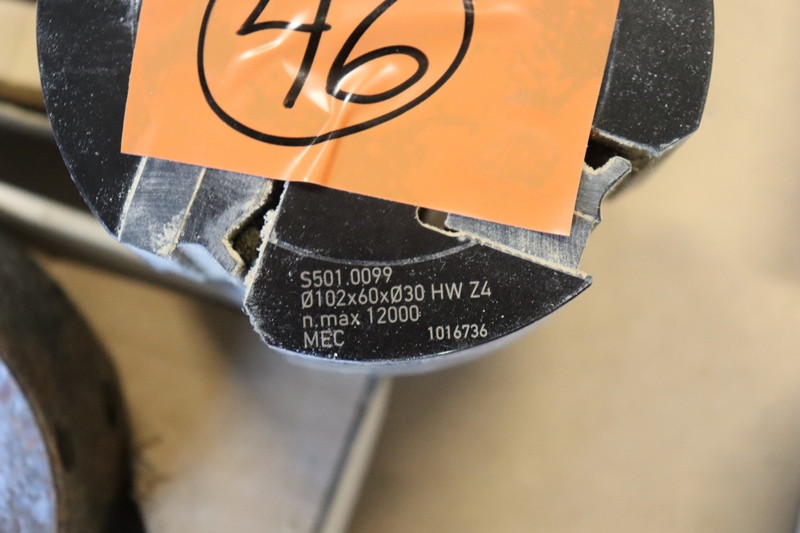 46
S501.0099
Ø102x60xØ30 HW Z4
n.max 12000
MEC 1016736